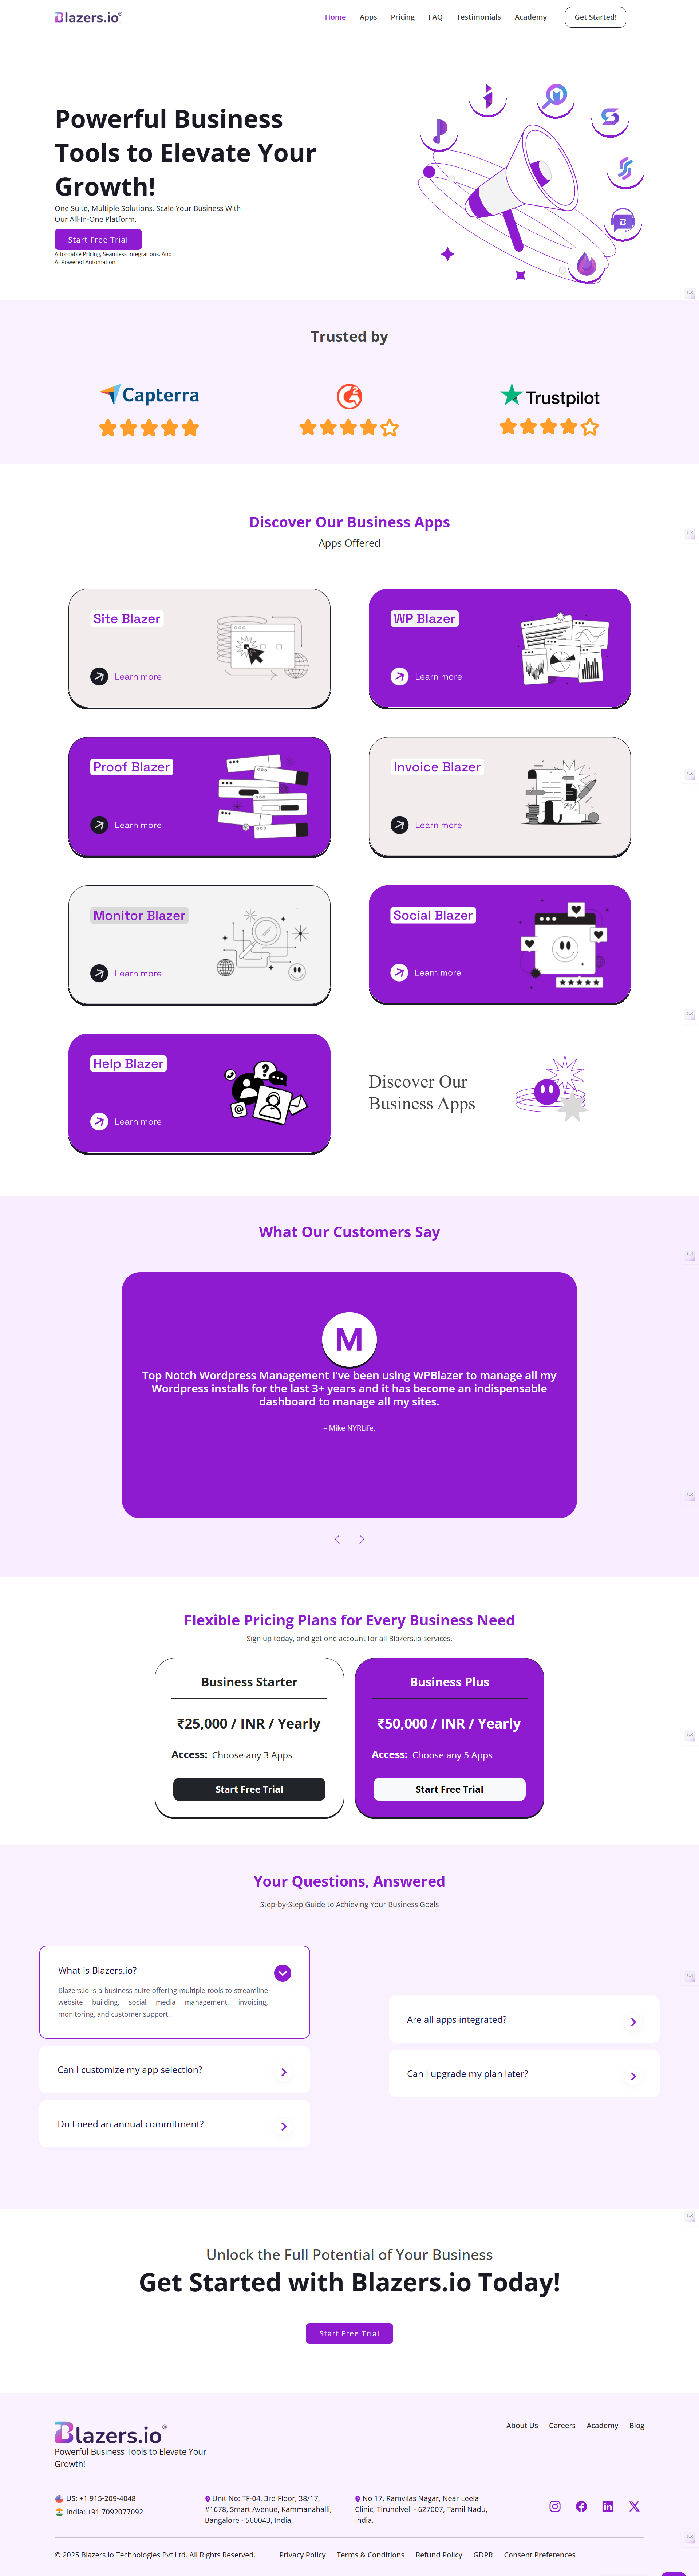 Blazers.io®
Home Apps Pricing FAQ Testimonials Academy Get Started!
Powerful Business
Tools to Elevate Your
Growth!
One Suite, Multiple Solutions. Scale Your Business With
Our All-In-One Platform.
Start Free Trial
Affordable Pricing, Seamless Integrations, And
AI-Powered Automation.
Trusted by
Capterra
Trustpilot
Discover Our Business Apps
Apps Offered
Site Blazer
Learn more
WP Blazer
Learn more
Proof Blazer
Learn more
Invoice Blazer
Learn more
Monitor Blazer
Learn more
Social Blazer
Learn more
Help Blazer
Learn more
Discover Our
Business Apps
What Our Customers Say
M
Top Notch Wordpress Management I've been using WPBlazer to manage all my
Wordpress installs for the last 3+ years and it has become an indispensable
dashboard to manage all my sites.
– Mike NYRLife,
Flexible Pricing Plans for Every Business Need
Sign up today, and get one account for all Blazers.io services.
Business Starter
₹25,000 / INR / Yearly
Access: Choose any 3 Apps
Start Free Trial
Business Plus
₹50,000 / INR / Yearly
Access: Choose any 5 Apps
Start Free Trial
Your Questions, Answered
Step-by-Step Guide to Achieving Your Business Goals
What is Blazers.io?
Blazers.io is a business suite offering multiple tools to streamline
website building, social media management, invoicing,
monitoring, and customer support.
Can I customize my app selection?
Do I need an annual commitment?
Are all apps integrated?
Can I upgrade my plan later?
Unlock the Full Potential of Your Business
Get Started with Blazers.io Today!
Start Free Trial
Blazers.io®
Powerful Business Tools to Elevate Your
Growth!
About Us Careers Academy Blog
US: +1 915-209-4048
India: +91 7092077092
Unit No: TF-04, 3rd Floor, 38/17,
#1678, Smart Avenue, Kammanahalli,
Bangalore - 560043, India.
No 17, Ramvilas Nagar, Near Leela
Clinic, Tirunelveli - 627007, Tamil Nadu,
India.
© 2025 Blazers Io Technologies Pvt Ltd. All Rights Reserved. Privacy Policy Terms & Conditions Refund Policy GDPR Consent Preferences